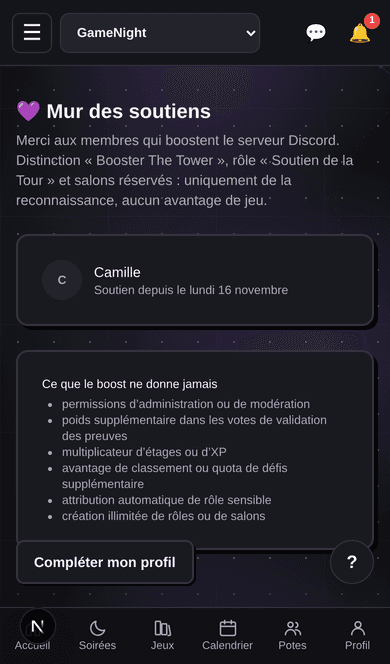 GameNight
1
💜 Mur des soutiens
Merci aux membres qui boostent le serveur Discord.
Distinction « Booster The Tower », rôle « Soutien de la
Tour » et salons réservés : uniquement de la
reconnaissance, aucun avantage de jeu.
C
Camille
Soutien depuis le lundi 16 novembre
Ce que le boost ne donne jamais
• permissions d'administration ou de modération
• poids supplémentaire dans les votes de validation
des preuves
• multiplicateur d'étages ou d'XP
• avantage de classement ou quota de défis
supplémentaire
• attribution automatique de rôle sensible
• création illimitée de rôles ou de salons
Compléter mon profil
?
N
Accueil Soirées Jeux Calendrier Potes Profil